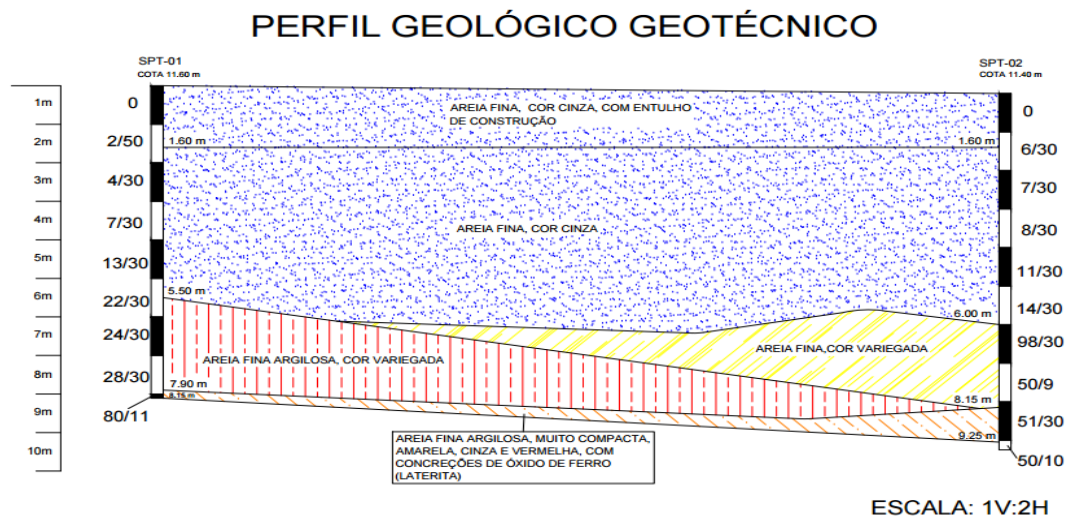 PERFIL GEOLÓGICO GEOTÉCNICO
SPT-01
COTA 11.60 m
SPT-02
COTA 11.40 m
1m
2m
3m
4m
5m
6m
7m
8m
9m
10m
0
2/50
4/30
7/30
13/30
22/30
24/30
28/30
80/11
AREIA FINA, COR CINZA, COM ENTULHO
DE CONSTRUÇÃO
1.60 m
1.60 m
AREIA FINA, COR CINZA
5.50 m
6.00 m
AREIA FINA ARGILOSA, COR VARIEGADA
AREIA FINA,COR VARIEGADA
7.90 m
8.15 m
8.15 m
9.25 m
AREIA FINA ARGILOSA, MUITO COMPACTA,
AMARELA, CINZA E VERMELHA, COM
CONCREÇÕES DE ÓXIDO DE FERRO
(LATERITA)
0
6/30
7/30
8/30
11/30
14/30
98/30
50/9
51/30
50/10
ESCALA: 1V:2H